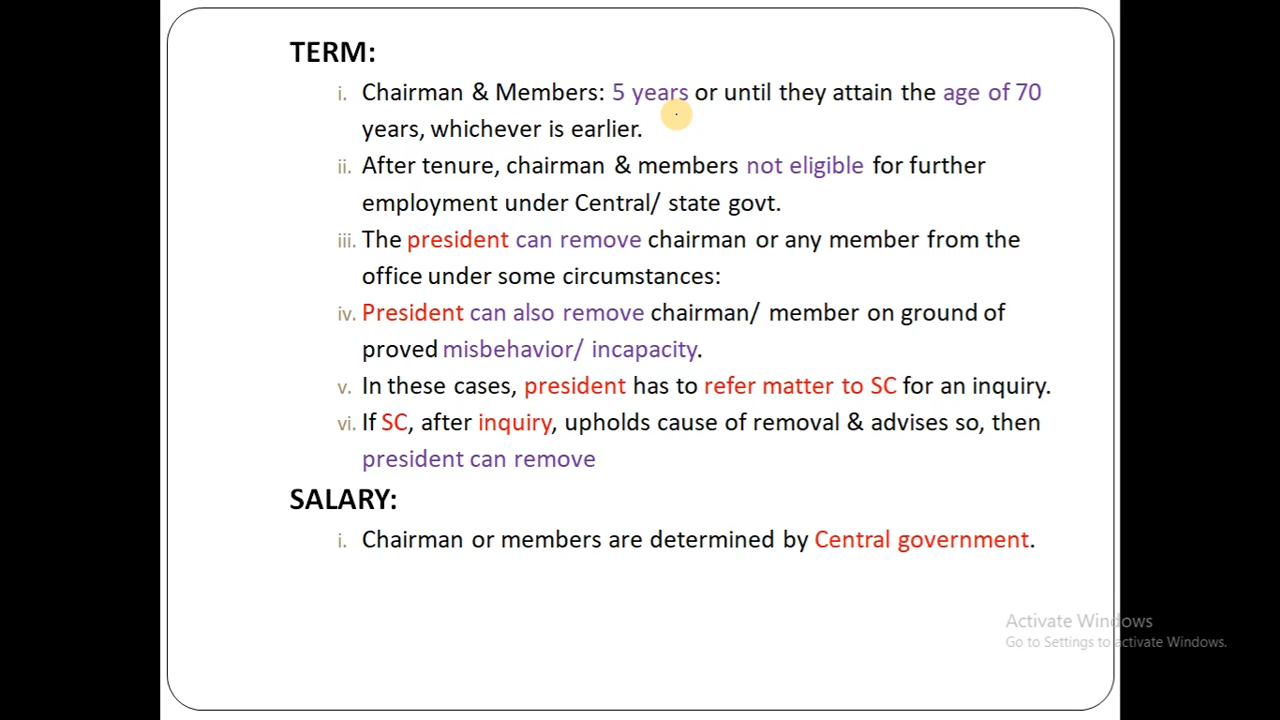 TERM:
i. Chairman & Members: 5 years or until they attain the age of 70
years, whichever is earlier.
ii. After tenure, chairman & members not eligible for further
employment under Central/ state govt.
iii. The president can remove chairman or any member from the
office under some circumstances:
iv. President can also remove chairman/ member on ground of
proved misbehavior/ incapacity.
v. In these cases, president has to refer matter to SC for an inquiry.
vi. If SC, after inquiry, upholds cause of removal & advises so, then
president can remove
SALARY:
i. Chairman or members are determined by Central government.
Activate Windows
Go to Settings to activate Windows.